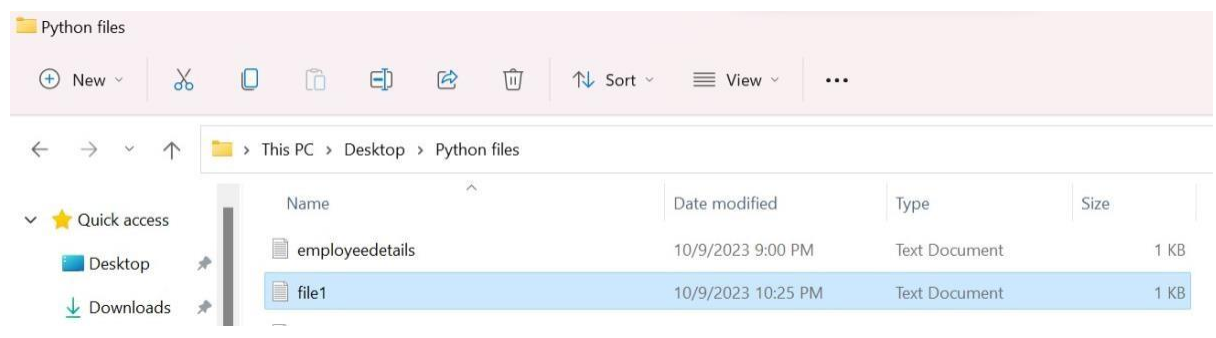 Python files
New
Sort
View
This PC > Desktop > Python files
Name Date modified Type Size
Quick access
employeedetails 10/9/2023 9:00 PM Text Document 1 KB
Desktop
file1 10/9/2023 10:25 PM Text Document 1 KB
Downloads